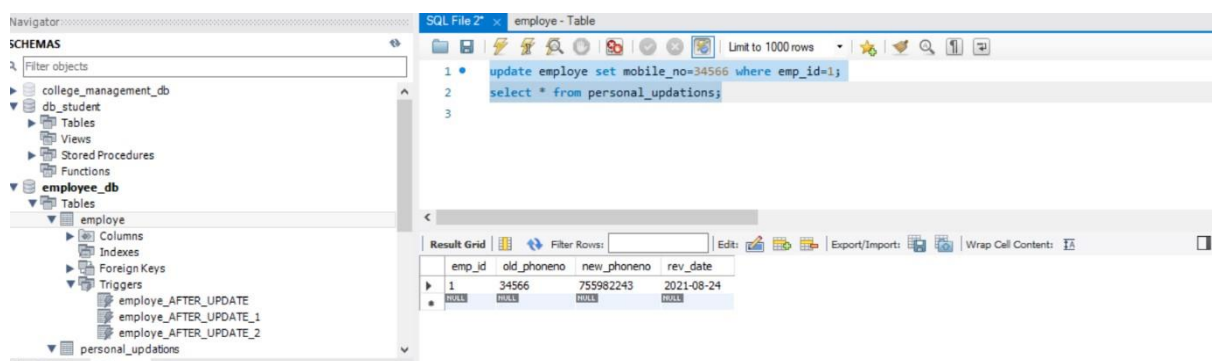 Navigator
SCHEMAS
Filter objects
college_management_db
db_student
Tables
Views
Stored Procedures
Functions
employee_db
Tables
employe
Columns
Indexes
Foreign Keys
Triggers
employe_AFTER_UPDATE
employe_AFTER_UPDATE_1
employe_AFTER_UPDATE_2
personal_updations
SQL File 2* × employe - Table
Limit to 1000 rows
1 update employe set mobile_no=34566 where emp_id=1;
2 select * from personal_updations;
3
Result Grid Filter Rows: Edit: Export/Import: Wrap Cell Content: IA
emp_id old_phoneno new_phoneno rev_date
1 34566 755982243 2021-08-24
NULL NULL NULL NULL